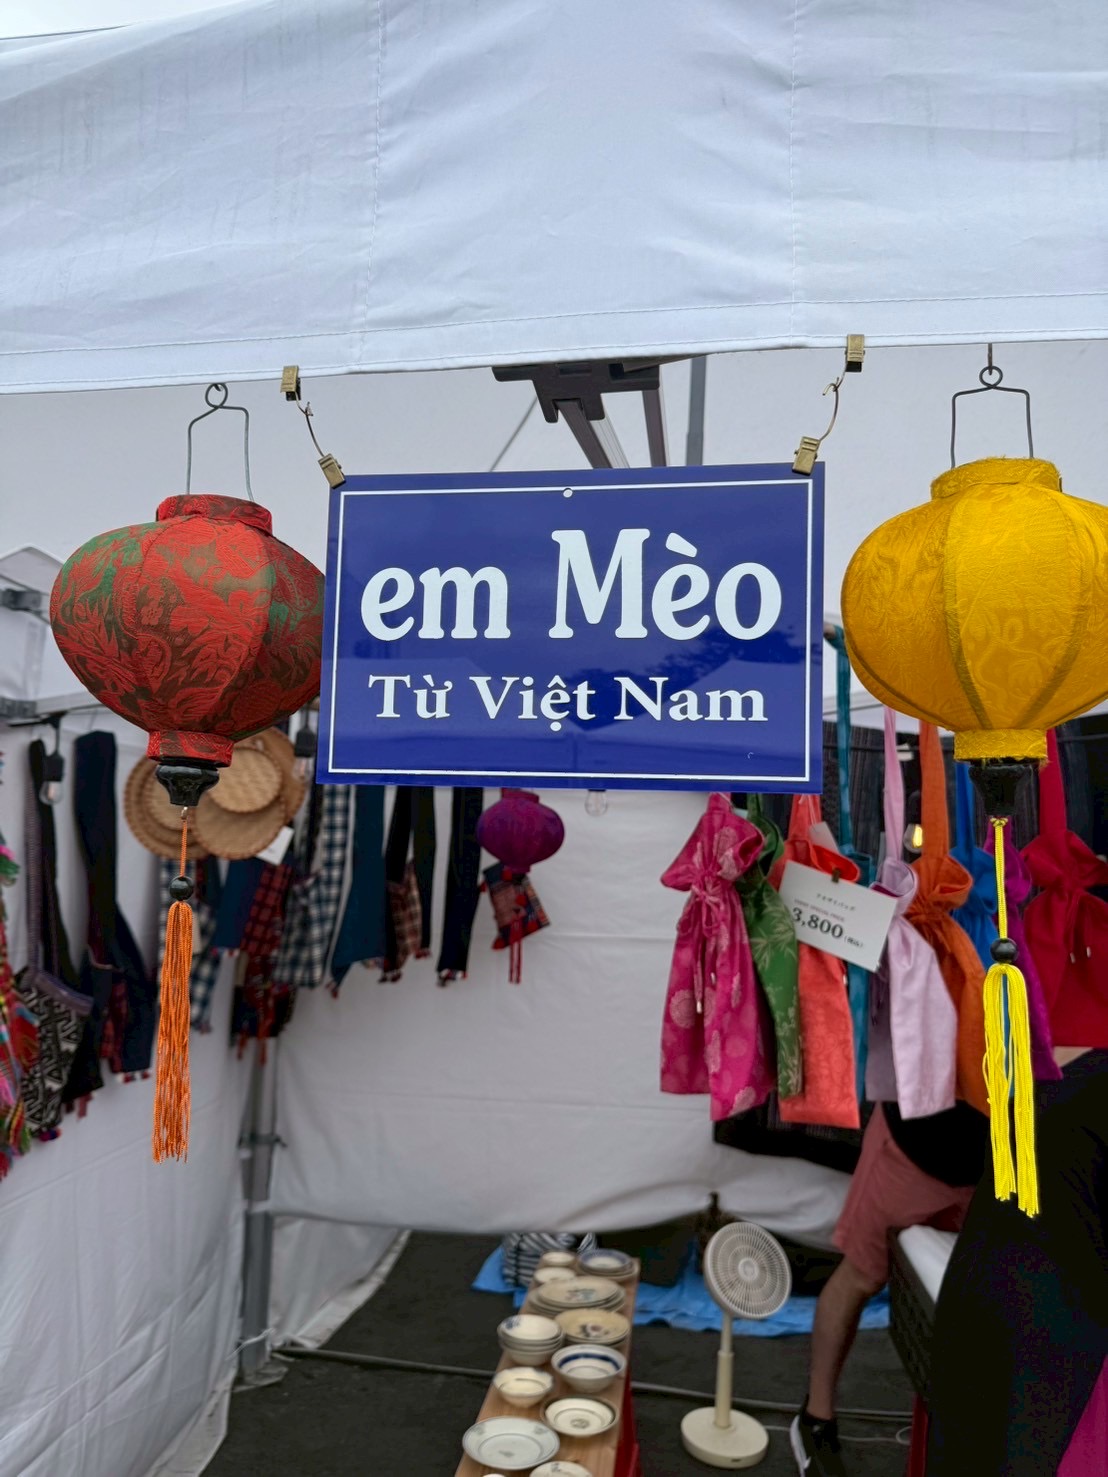 em Mèo
Từ Việt Nam
3,800